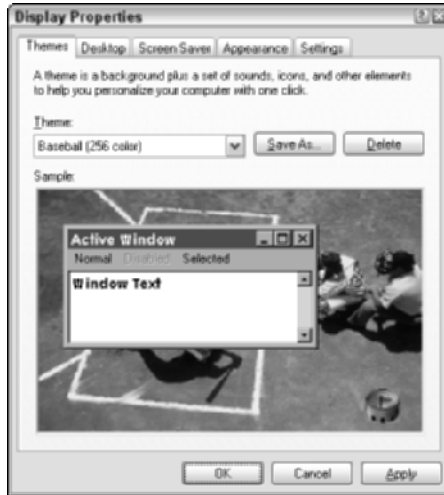 Display Properties
Themes Desktop Screen Saver Appearance Settings
A theme is a background plus a set of sounds, icons, and other elements
to help you personalize your computer with one click.
Theme:
Baseball (256 color) Save As... Delete
Sample:
Active Window
Normal Disabled Selected
Window Text
OK Cancel Apply